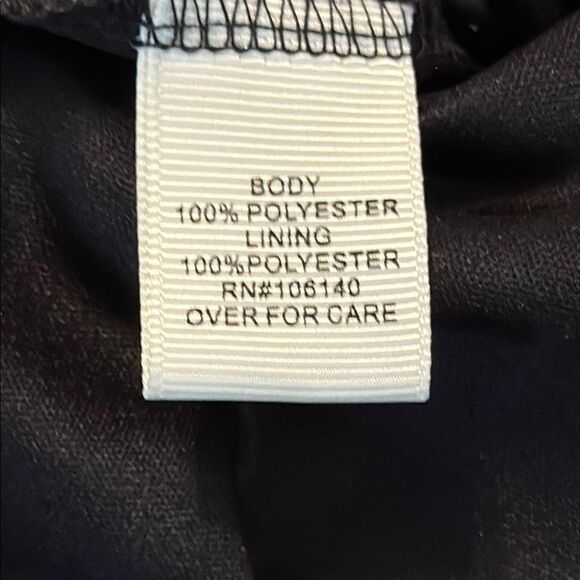 BODY
100% POLYESTER
LINING
100%POLYESTER
RN#106140
OVER FOR CARE